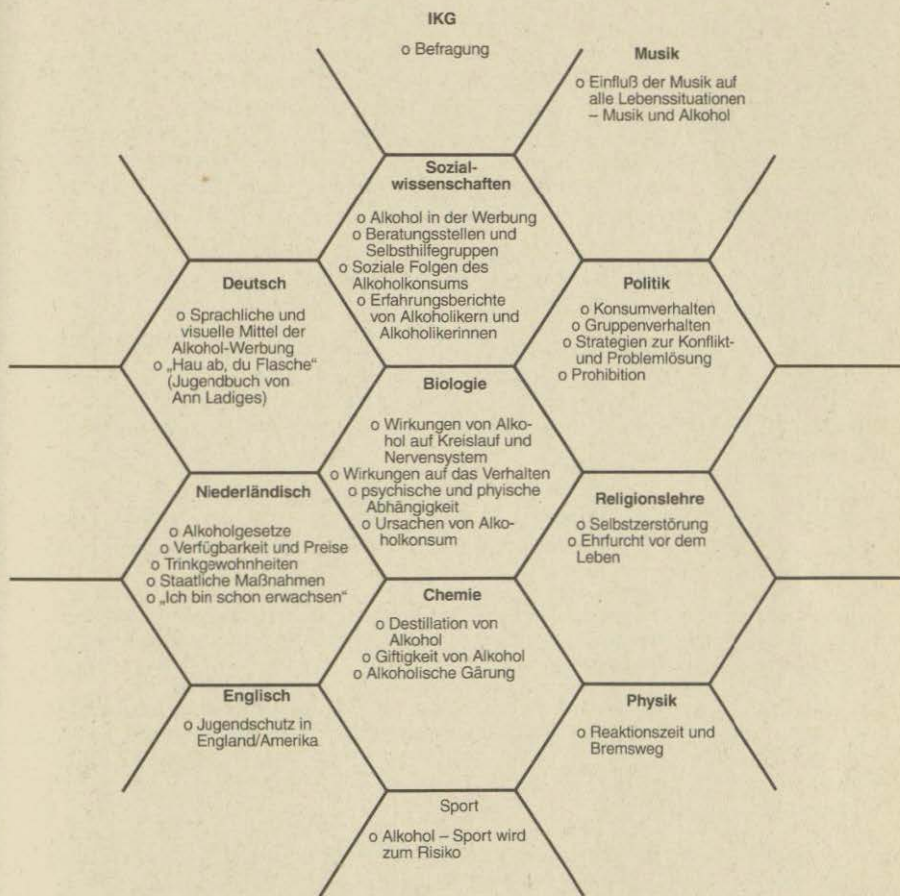 IKG
o Befragung
Musik
o Einfluß der Musik auf
alle Lebenssituationen
– Musik und Alkohol
Sozial-
wissenschaften
o Alkohol in der Werbung
o Beratungsstellen und
Selbsthilfegruppen
o Soziale Folgen des
Alkoholkonsums
o Erfahrungsberichte
von Alkoholikern und
Alkoholikerinnen
Deutsch
o Sprachliche und
visuelle Mittel der
Alkohol-Werbung
o „Hau ab, du Flasche“
(Jugendbuch von
Ann Ladiges)
Politik
o Konsumverhalten
o Gruppenverhalten
o Strategien zur Konflikt-
und Problemlösung
o Prohibition
Biologie
o Wirkungen von Alko-
hol auf Kreislauf und
Nervensystem
o Wirkungen auf das Verhalten
o psychische und phyische
Abhängigkeit
o Ursachen von Alko-
holkonsum
Niederländisch
o Alkoholgesetze
o Verfügbarkeit und Preise
o Trinkgewohnheiten
o Staatliche Maßnahmen
o „Ich bin schon erwachsen“
Religionslehre
o Selbstzerstörung
o Ehrfurcht vor dem
Leben
Chemie
o Destillation von
Alkohol
o Giftigkeit von Alkohol
o Alkoholische Gärung
Englisch
o Jugendschutz in
England/Amerika
Physik
o Reaktionszeit und
Bremsweg
Sport
o Alkohol – Sport wird
zum Risiko